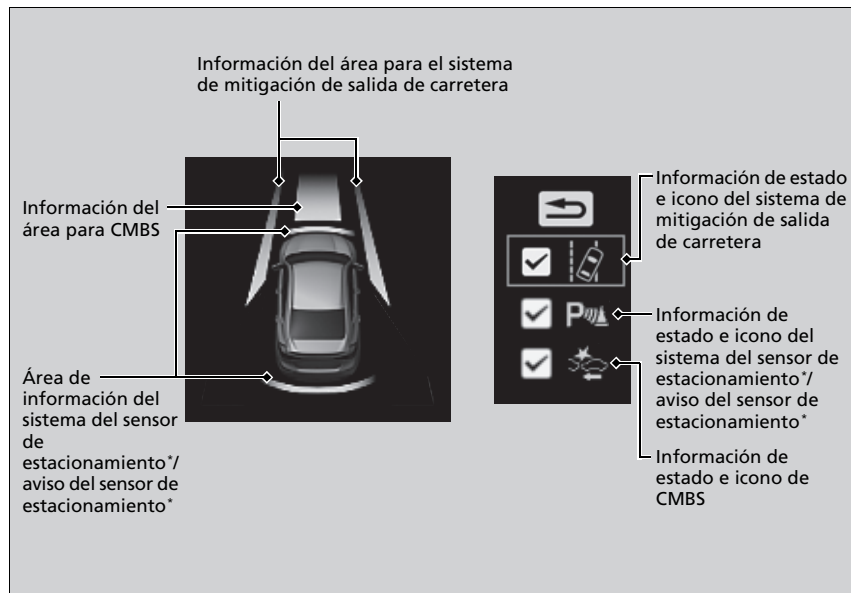 Información del área para el sistema
de mitigación de salida de carretera
Información del
área para CMBS
Área de
información del
sistema del sensor
de
estacionamiento*/
aviso del sensor de
estacionamiento*
Información de estado
e icono del sistema de
mitigación de salida
de carretera
P
Información de
estado e icono del
sistema del sensor de
estacionamiento*/
aviso del sensor de
estacionamiento*
Información de
estado e icono de
CMBS